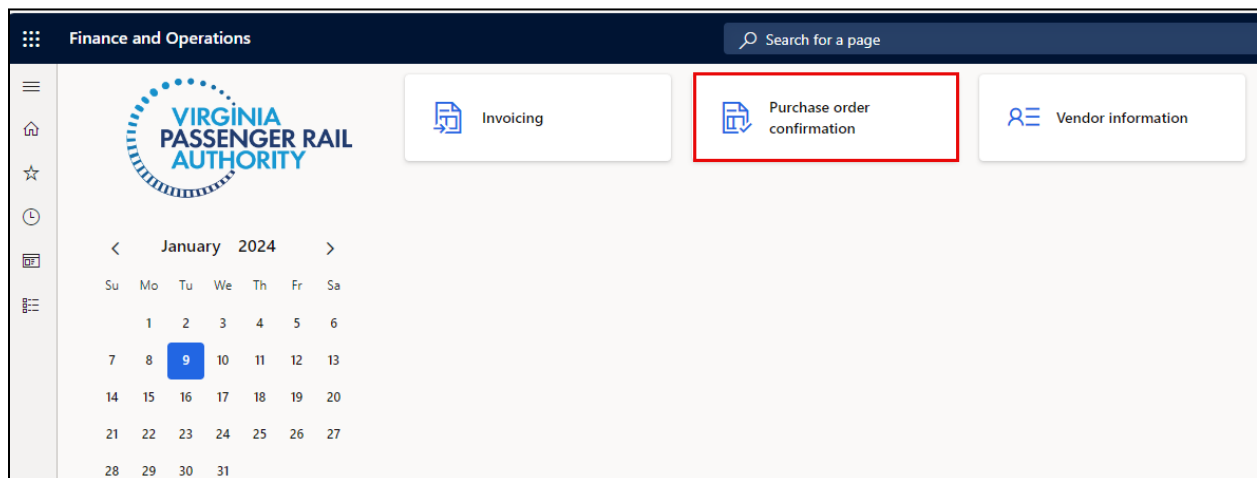 Finance and Operations
Search for a page
VIRGINIA
PASSENGER RAIL
AUTHORITY
Invoicing
Purchase order
confirmation
Vendor information
January 2024
Su Mo Tu We Th Fr Sa
1 2 3 4 5 6
7 8 9 10 11 12 13
14 15 16 17 18 19 20
21 22 23 24 25 26 27
28 29 30 31